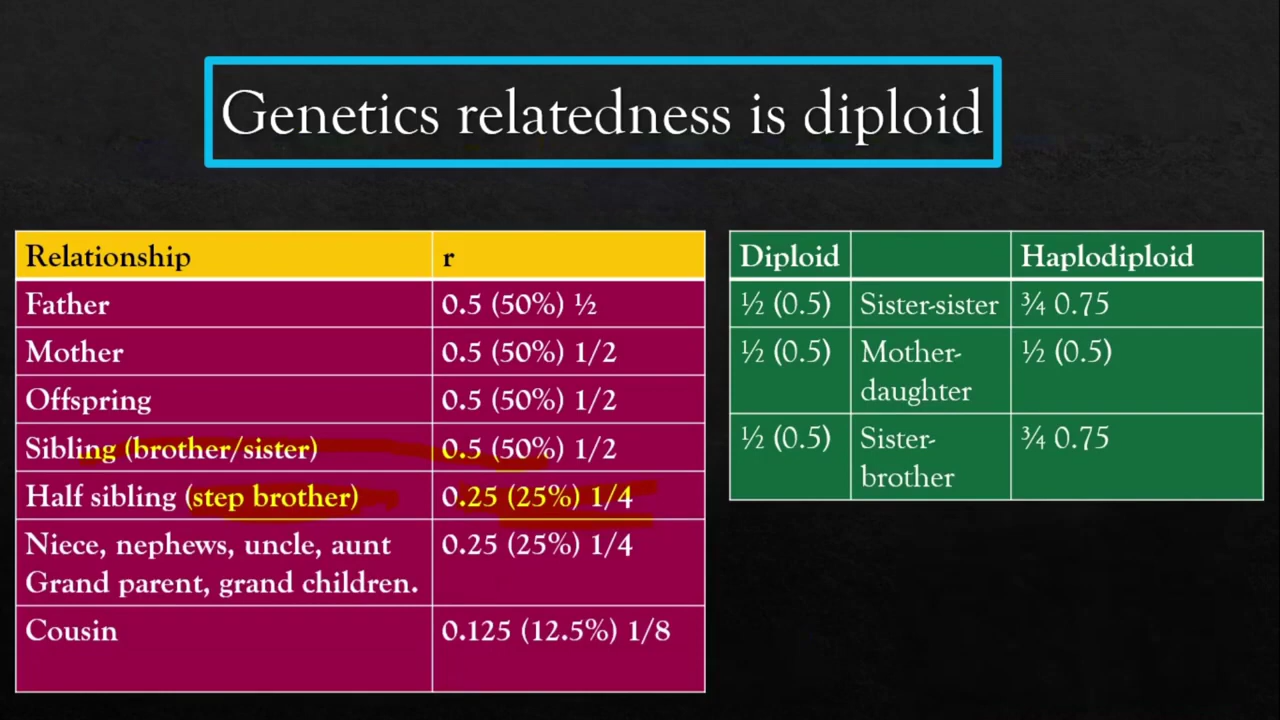 Genetics relatedness is diploid
Relationship r
Father 0.5 (50%) ½
Mother 0.5 (50%) 1/2
Offspring 0.5 (50%) 1/2
Sibling (brother/sister) 0.5 (50%) 1/2
Half sibling (step brother) 0.25 (25%) 1/4
Niece, nephews, uncle, aunt 0.25 (25%) 1/4
Grand parent, grand children.
Cousin 0.125 (12.5%) 1/8
Diploid Haplodiploid
½ (0.5) Sister-sister ¾ 0.75
½ (0.5) Mother- ½ (0.5)
daughter
½ (0.5) Sister- ¾ 0.75
brother